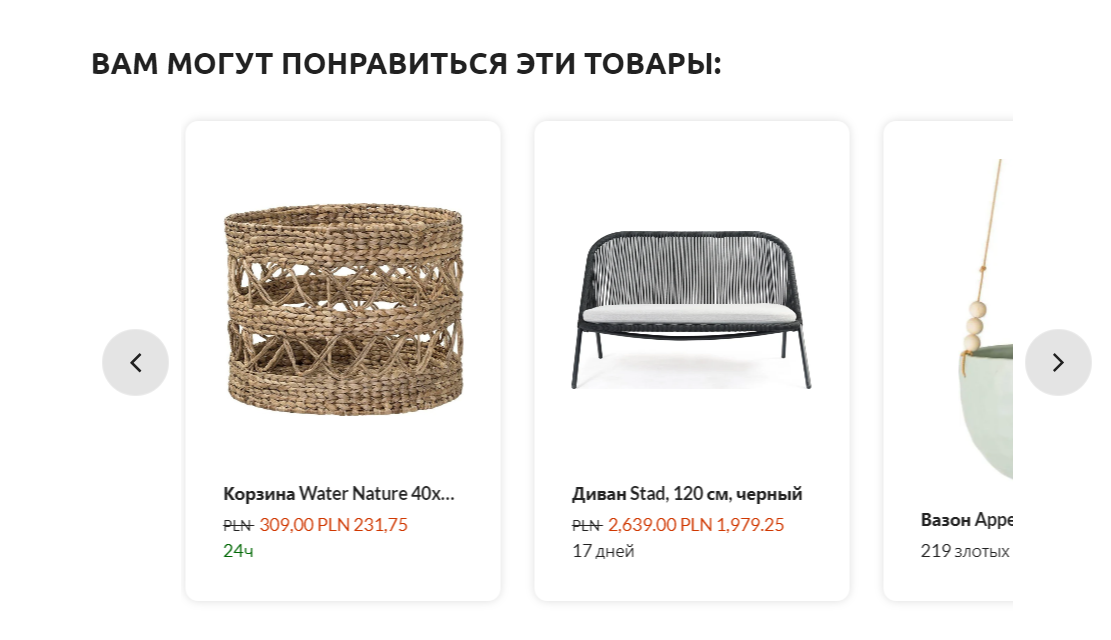 ВАМ МОГУТ ПОНРАВИТЬСЯ ЭТИ ТОВАРЫ:
Корзина Water Nature 40x...
PLN 309,00 PLN 231,75
24ч
Диван Stad, 120 см, черный
PLN 2,639.00 PLN 1,979.25
17 дней
Вазон Appe
219 злотых